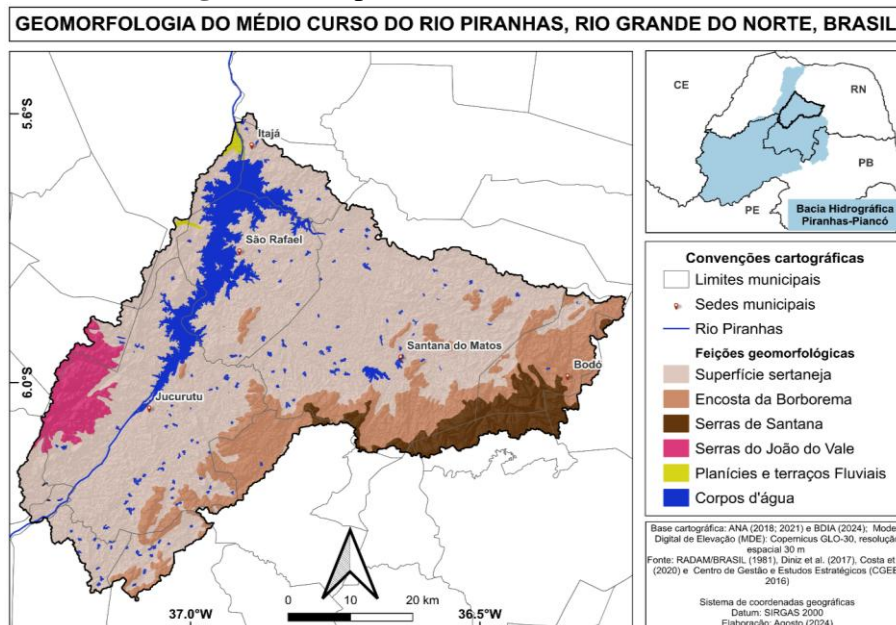 GEOMORFOLOGIA DO MÉDIO CURSO DO RIO PIRANHAS, RIO GRANDE DO NORTE, BRASIL
5.6°S
6.0°S
Itajá
São Rafael
Santana do Matos
Bodó
Jucurutu
37.0°W
36.5°W
0 10 20 km
CE
RN
PB
PE
Bacia Hidrográfica
Piranhas-Piancó
Convenções cartográficas
Limites municipais
Sedes municipais
Rio Piranhas
Feições geomorfológicas
Superfície sertaneja
Encosta da Borborema
Serras de Santana
Serras do João do Vale
Planícies e terraços Fluviais
Corpos d'água
Base cartográfica: ANA (2018; 2021) e BDIA (2024);
Digital de Elevação (MDE): Copernicus GLO-30, resolução
espacial 30 m
Fonte: RADAM/BRASIL (1981), Diniz et al. (2017), Costa et
(2020) e Centro de Gestão e Estudos Estratégicos (CGEE
2016)
Sistema de coordenadas geográficas
Datum: SIRGAS 2000
Elaboração: Agosto (2024)